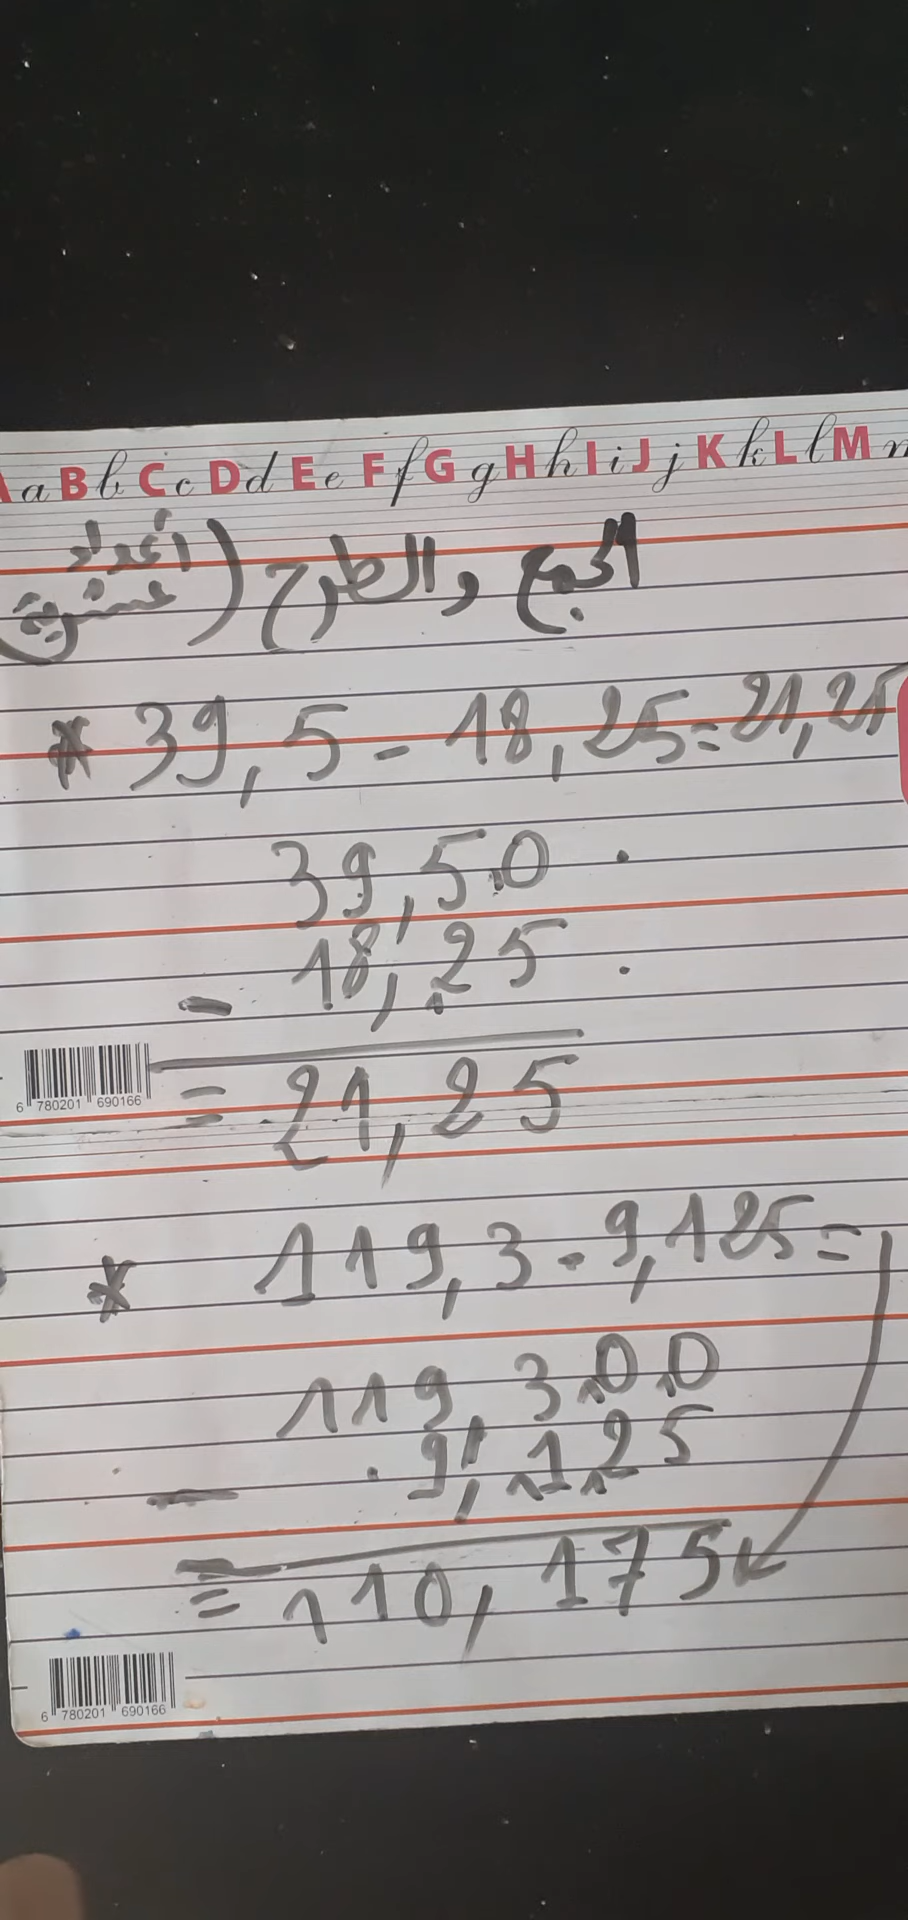 A a B b C c D d E e F f G g H h I i J j K k L l M m
الجمع والطرح (أعداد عشرية)
* 39,5 - 18,25 = 21,25
39,50
- 18,25
= 21,25
6 780201 690166
* 119,3 - 9,125 =
119,300
- 9,125
= 110,175
6 780201 690166